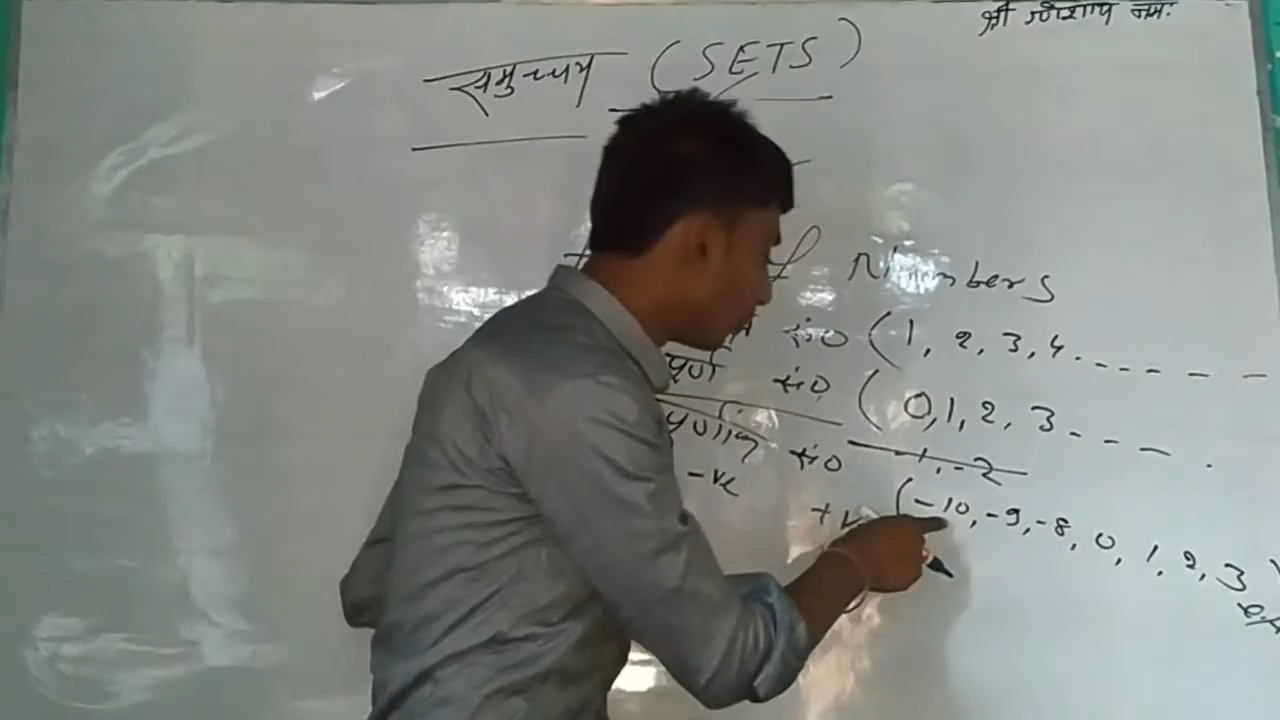 श्री गणेशाय नमः
समुच्चय (SETS)
Numbers
सं० (1, 2, 3, 4.------
पूर्ण सं० (0, 1, 2, 3----.
पूर्णांक सं० -1, -2
-ve
+v (-10, -9, -8, 0, 1, 2, 3